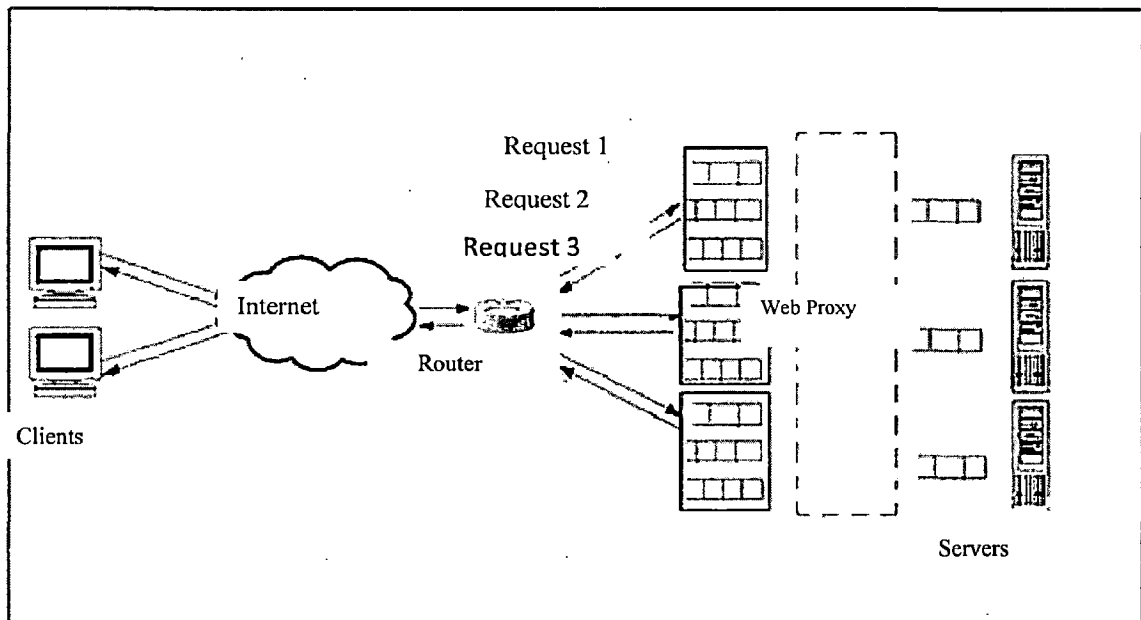 Request 1
Request 2
Request 3
Internet
Web Proxy
Router
Clients
Servers